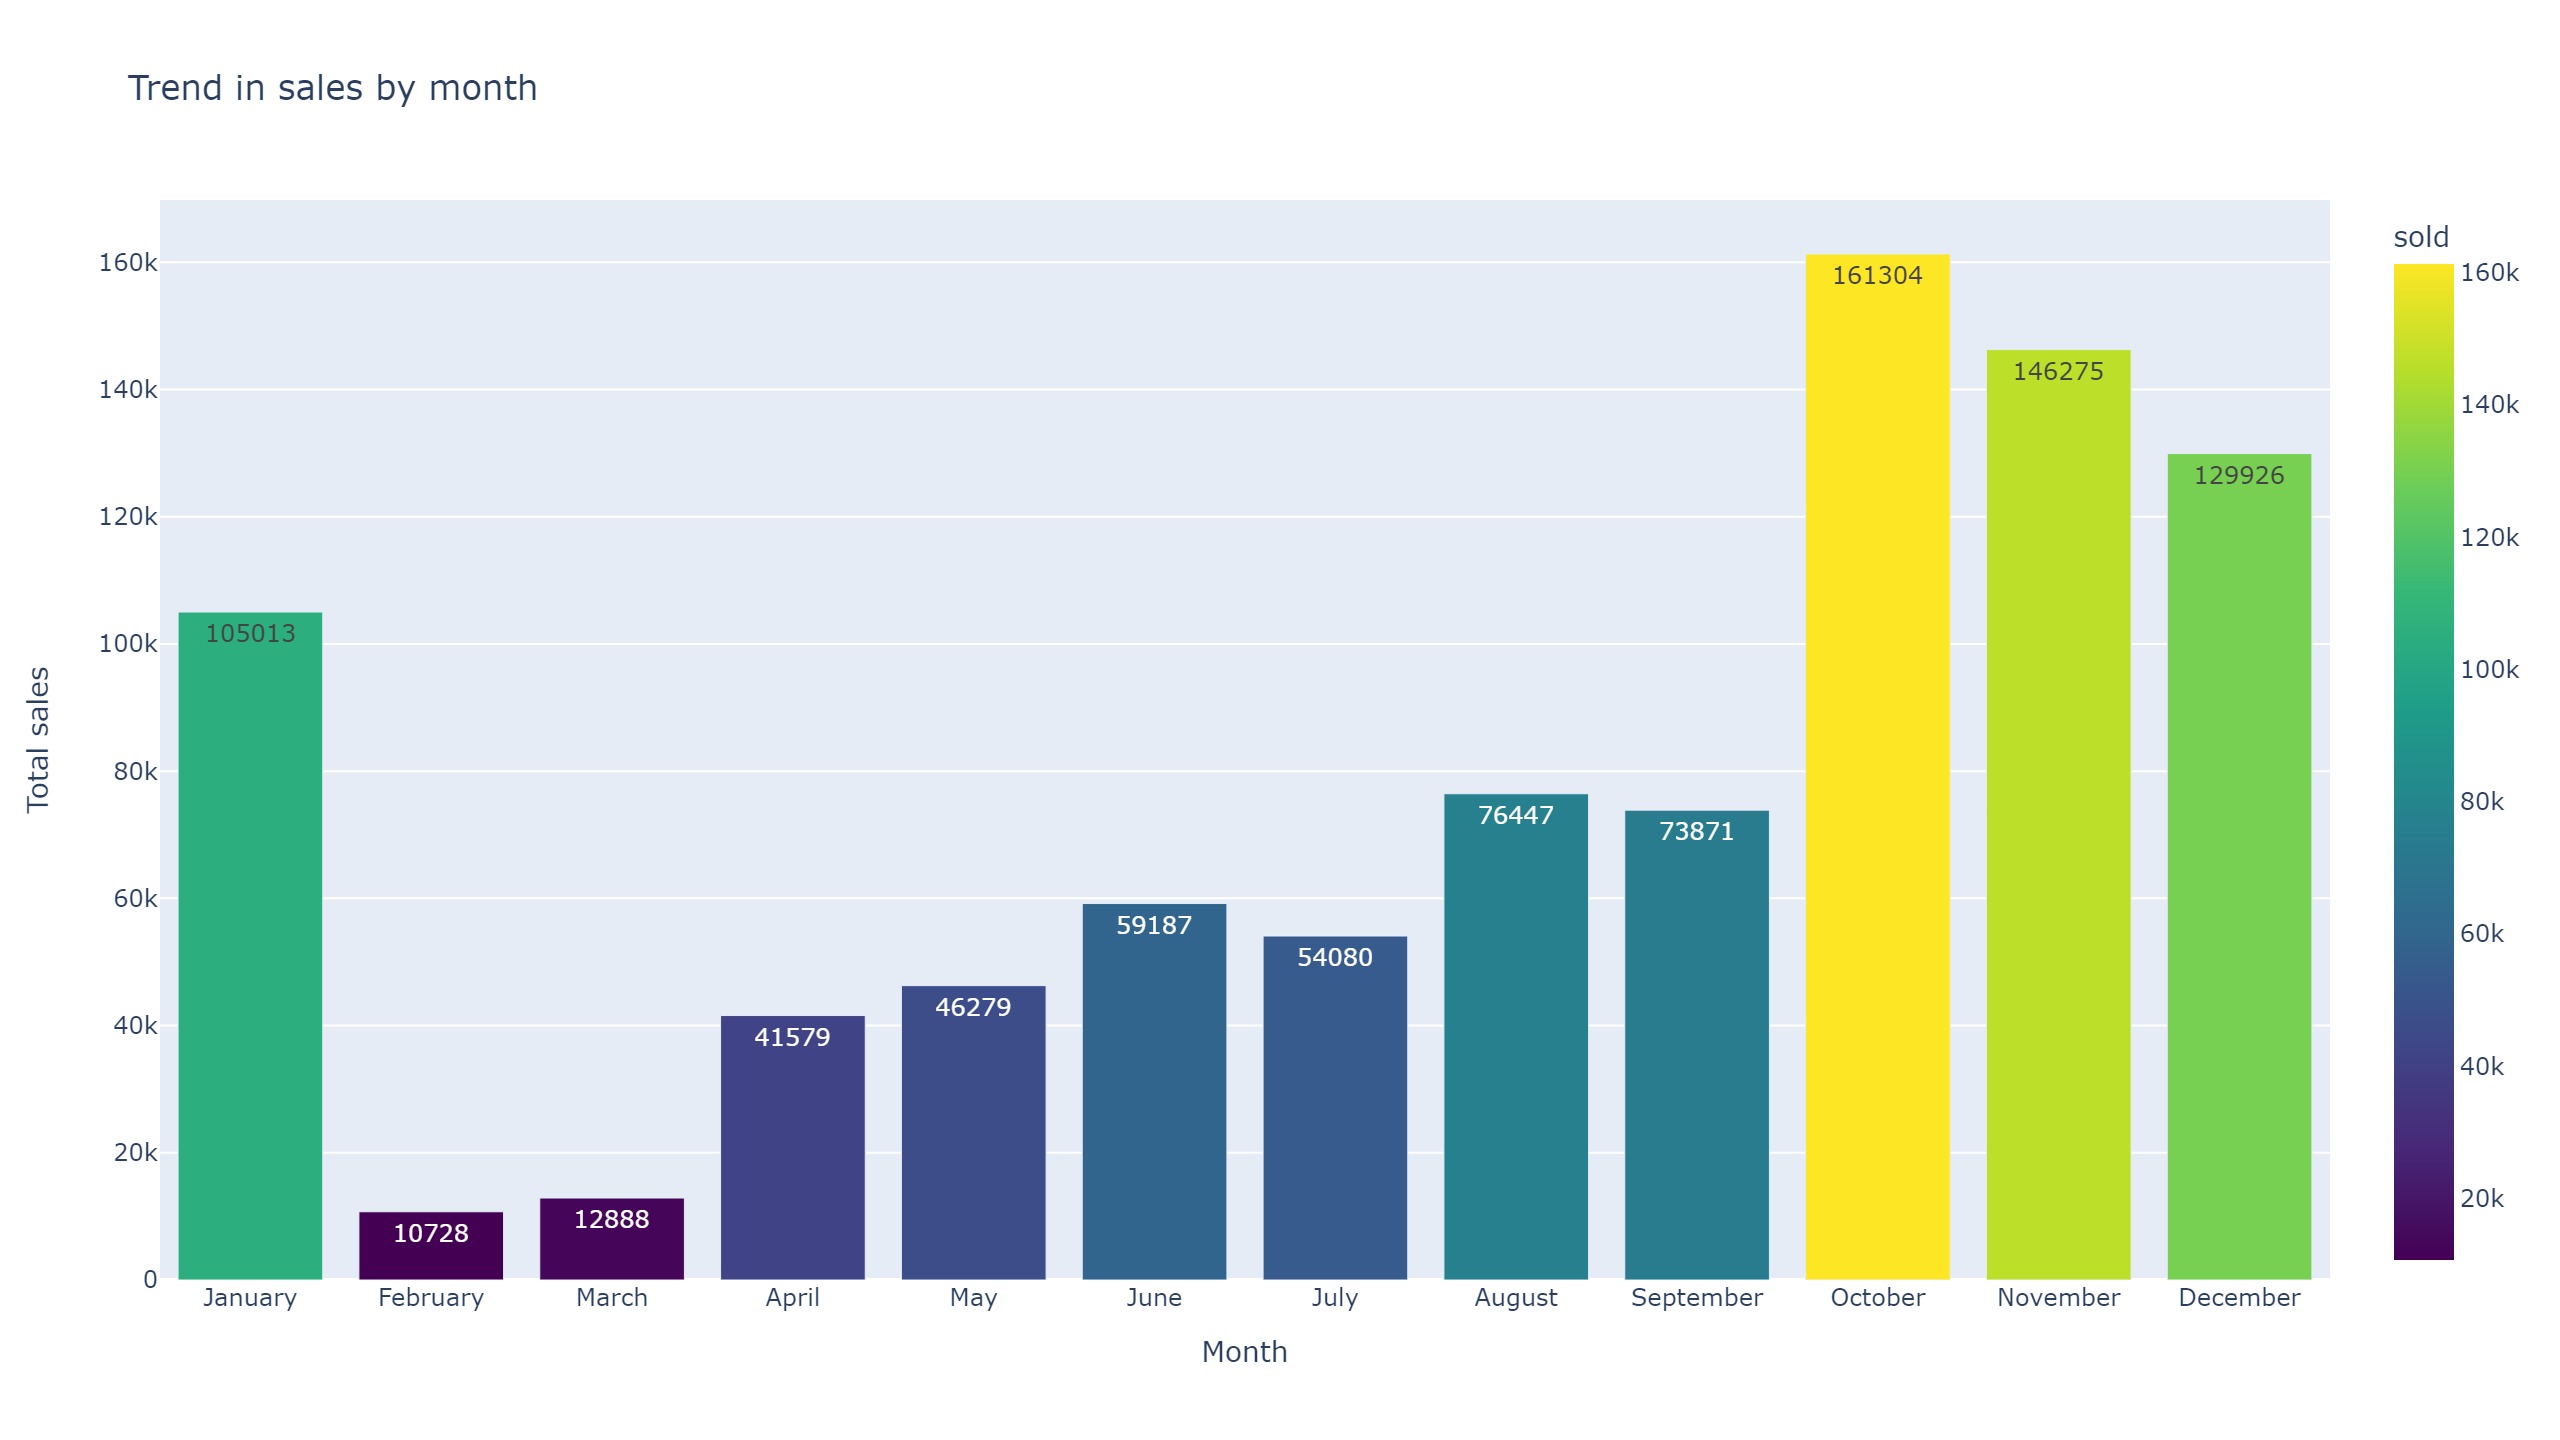 Trend in sales by month
sold
160k
140k
120k
100k
80k
60k
40k
20k
0
Total sales
105013
10728
12888
41579
46279
59187
54080
76447
73871
161304
146275
129926
160k
140k
120k
100k
80k
60k
40k
20k
January February March April May June July August September October November December
Month